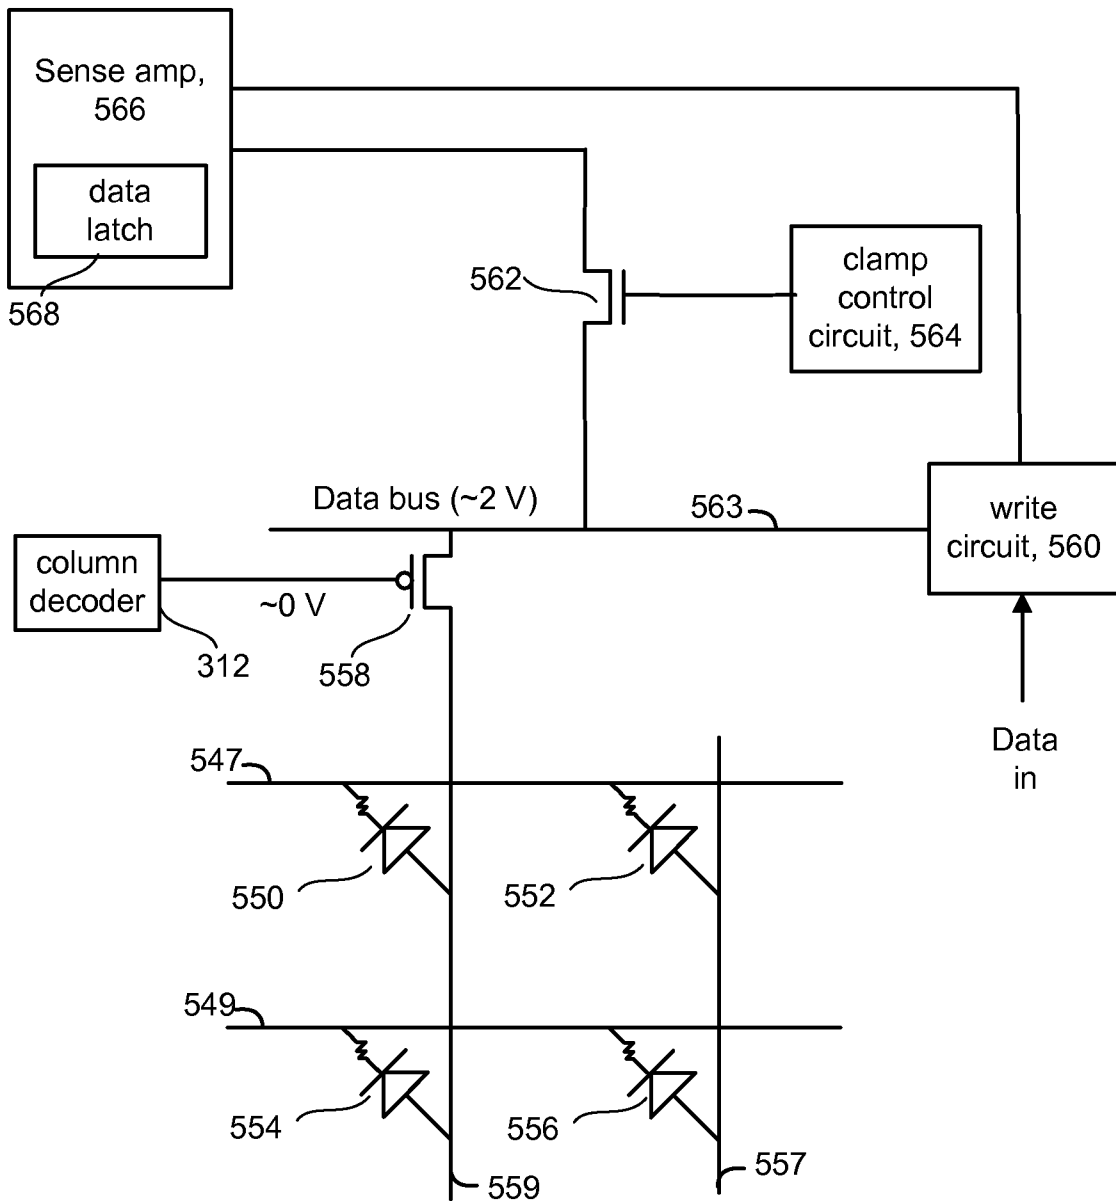 Sense amp,
566
data
latch
568
562
clamp
control
circuit, 564
Data bus (~2 V)
563
write
circuit, 560
column
decoder
~0 V
312
558
Data
in
547
550
552
549
554
556
559
557